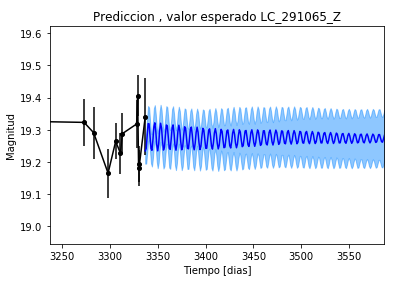 Prediccion , valor esperado LC_291065_Z
19.6
19.5
19.4
19.3
19.2
19.1
19.0
Magnitud
3250 3300 3350 3400 3450 3500 3550
Tiempo [dias]